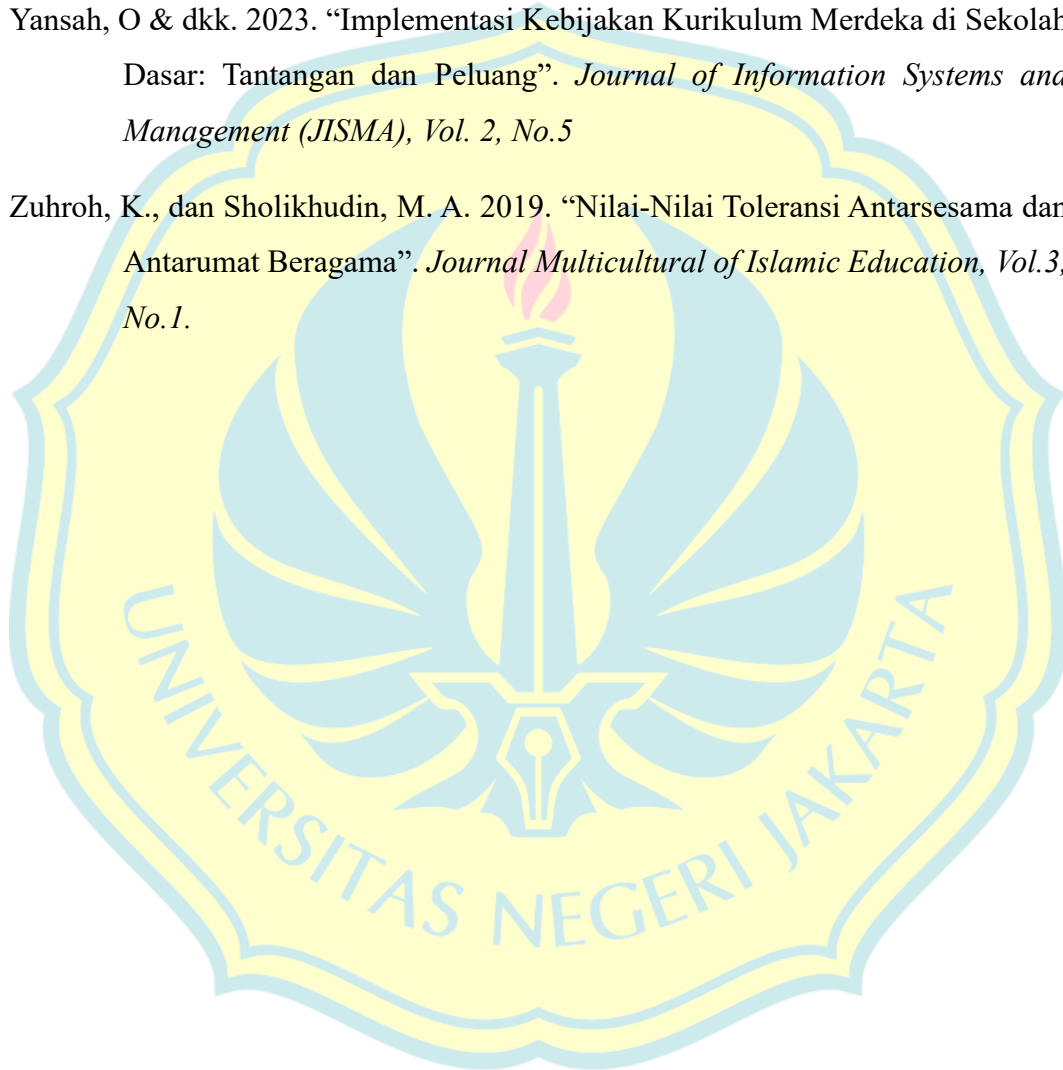 Yansah, O & dkk. 2023. “Implementasi Kebijakan Kurikulum Merdeka di Sekolah
Dasar: Tantangan dan Peluang”. Journal of Information Systems and
Management (JISMA), Vol. 2, No.5
Zuhroh, K., dan Sholikhudin, M. A. 2019. “Nilai-Nilai Toleransi Antarsesama dan
Antarumat Beragama”. Journal Multicultural of Islamic Education, Vol.3,
No.1.
UNIVERSITAS NEGERI JAKARTA